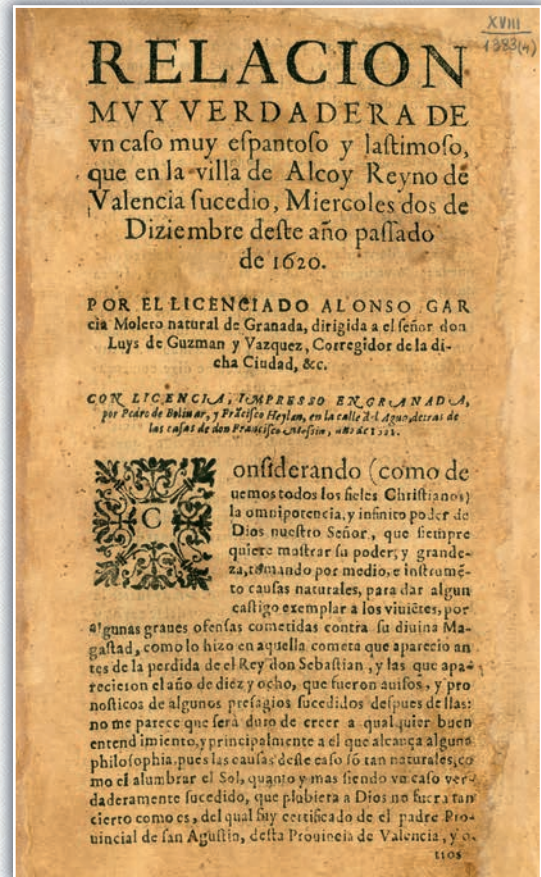 XVIII
1383(4)
RELACION
MVY VERDADERA DE
vn caſo muy eſpantoſo y laſtimoſo,
que en la villa de Alcoy Reyno de
Valencia ſucedio, Miercoles dos de
Diziembre deſte año paſſado
de 1620.
POR EL LICENCIADO ALONSO GAR
cia Molero natural de Granada, dirigida a el ſeñor don
Luys de Guzman y Vazquez, Corregidor de la di-
cha Ciudad, &c.
CON LICENCIA, IMPRESSO EN GRANADA,
por Pedro de Boliuar, y Frãciſco Heylan, en la calle del Agua, detras de
las caſas de don Franciſco año de
C
onſiderando (como de
uemos todos los fieles Chriſtianos)
la omnipotencia, y infinito poder de
Dios nueſtro Señor, que ſiempre
quiere moſtrar ſu poder, y grande-
za, tomando por medio, e inſtrumẽ-
to cauſas naturales, para dar algun
caſtigo exemplar a los viuiẽtes, por
algunas graues ofenſas cometidas contra ſu diuina Ma-
gaſtad, como lo hizo en aquella cometa que aparecio an
tes de la perdida de el Rey don Sebaſtian, y las que apa-
recieron el año de diez y ocho, que fueron auiſos, y pro
noſticos de algunos preſagios ſucedidos deſpues de llas:
no me parece que ſera duro de creer a qualquier buen
entendimiento, y principalmente a el que alcança alguna
philoſophia, pues las cauſas deſte caſo ſõ tan naturales, co
mo el alumbrar el Sol, quanto y mas ſiendo vn caſo ver-
daderamente ſucedido, que plubiera a Dios no fuera tan
cierto como es, del qual ſuy certificado de el padre Pro-
uincial de ſan Aguſtin, deſta Prouincia de Valencia, y o-
tros